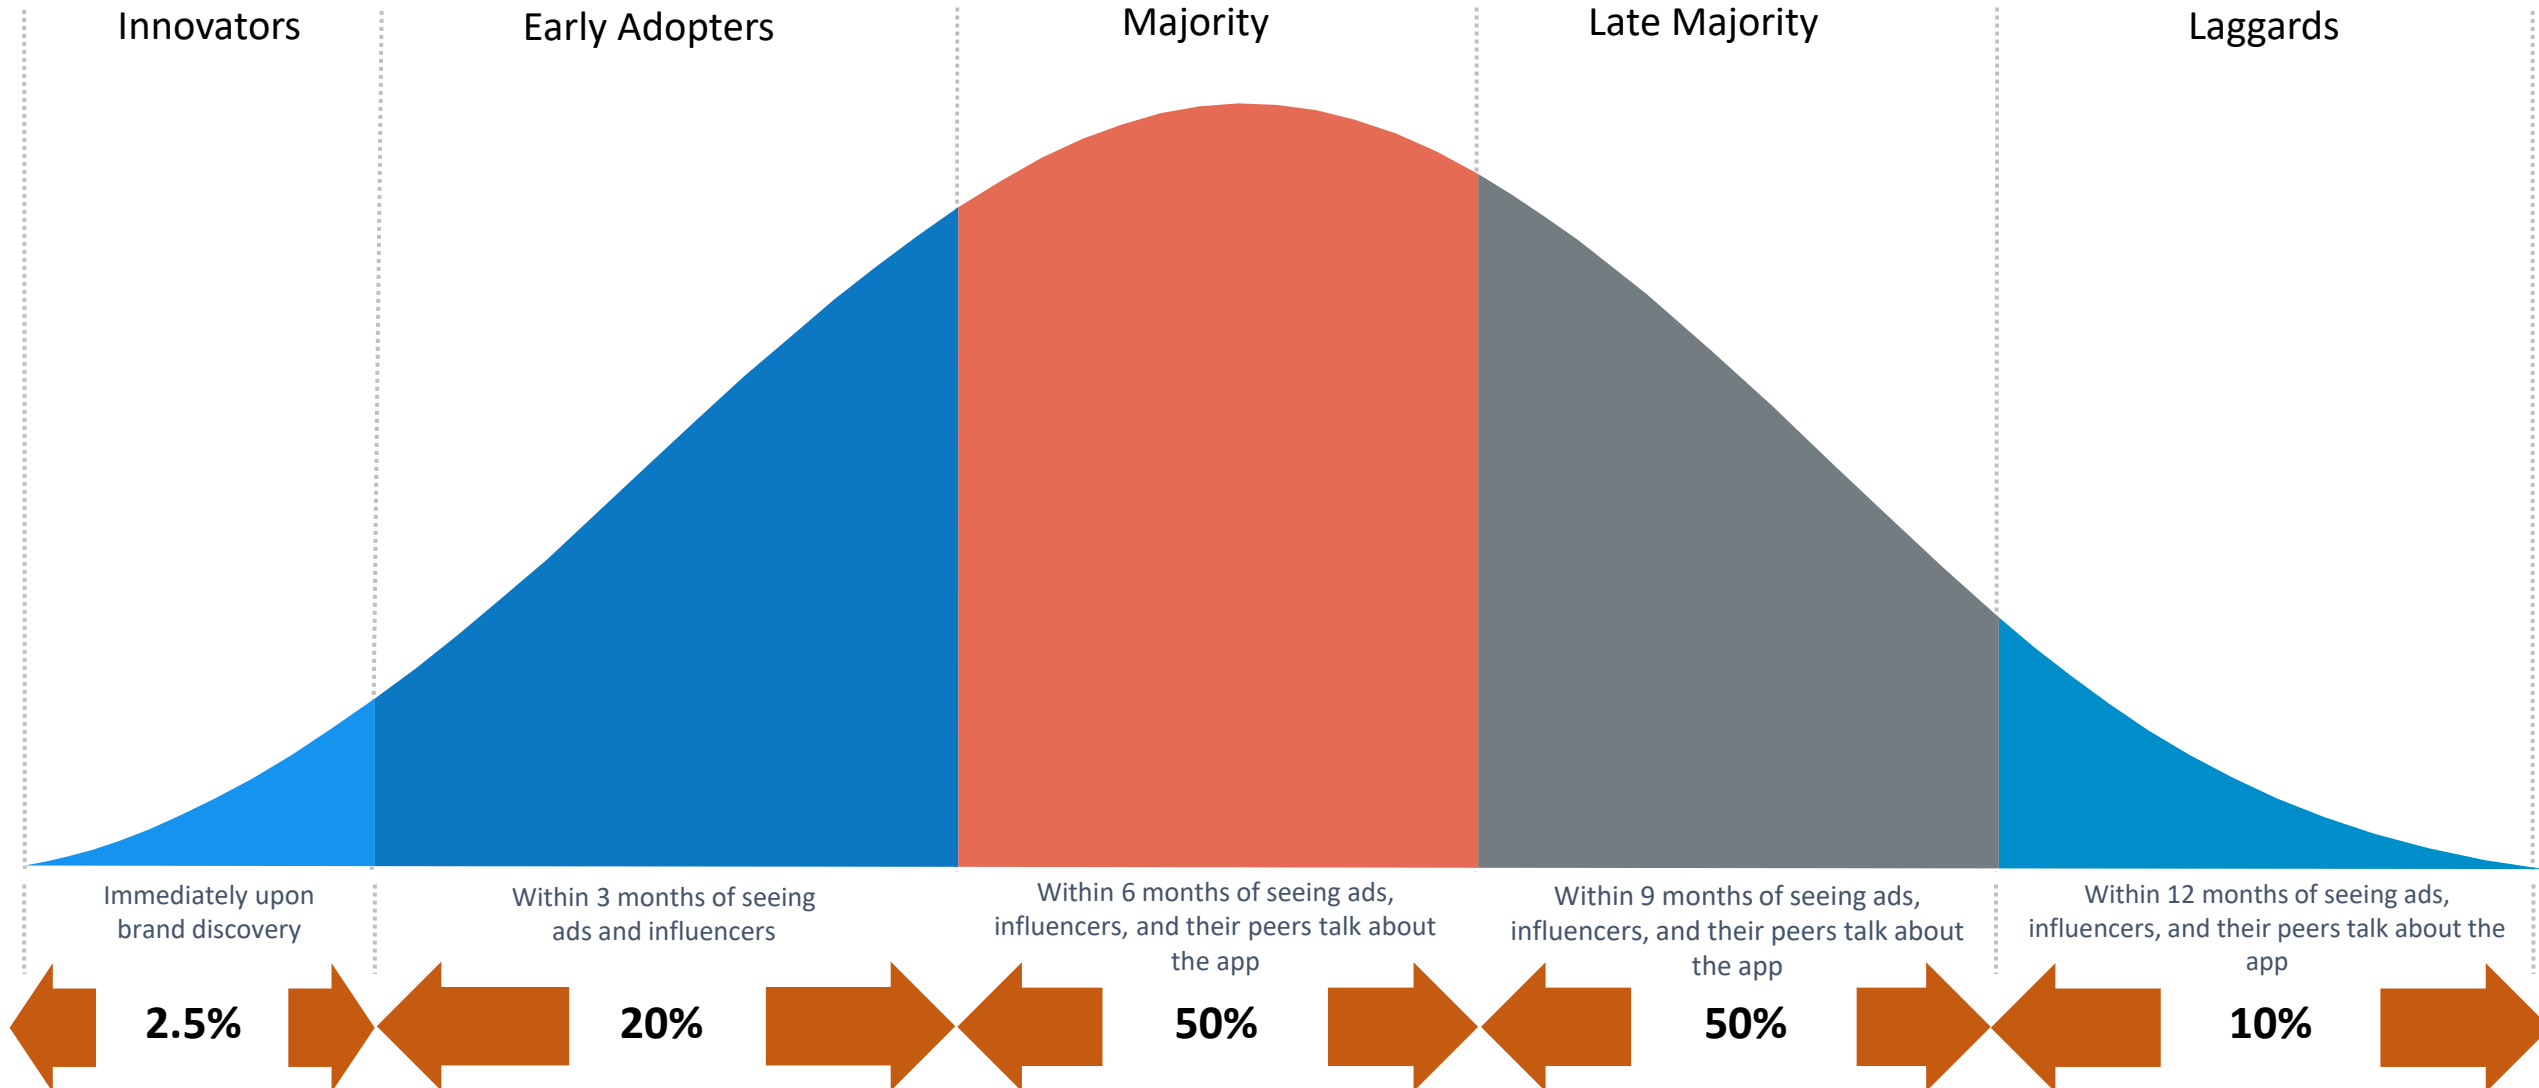 Innovators
Early Adopters
Majority
Late Majority
Laggards
Immediately upon
brand discovery
Within 3 months of seeing
ads and influencers
Within 6 months of seeing ads,
influencers, and their peers talk about
the app
Within 9 months of seeing ads,
influencers, and their peers talk about
the app
Within 12 months of seeing ads,
influencers, and their peers talk about the
app
2.5%
20%
50%
50%
10%